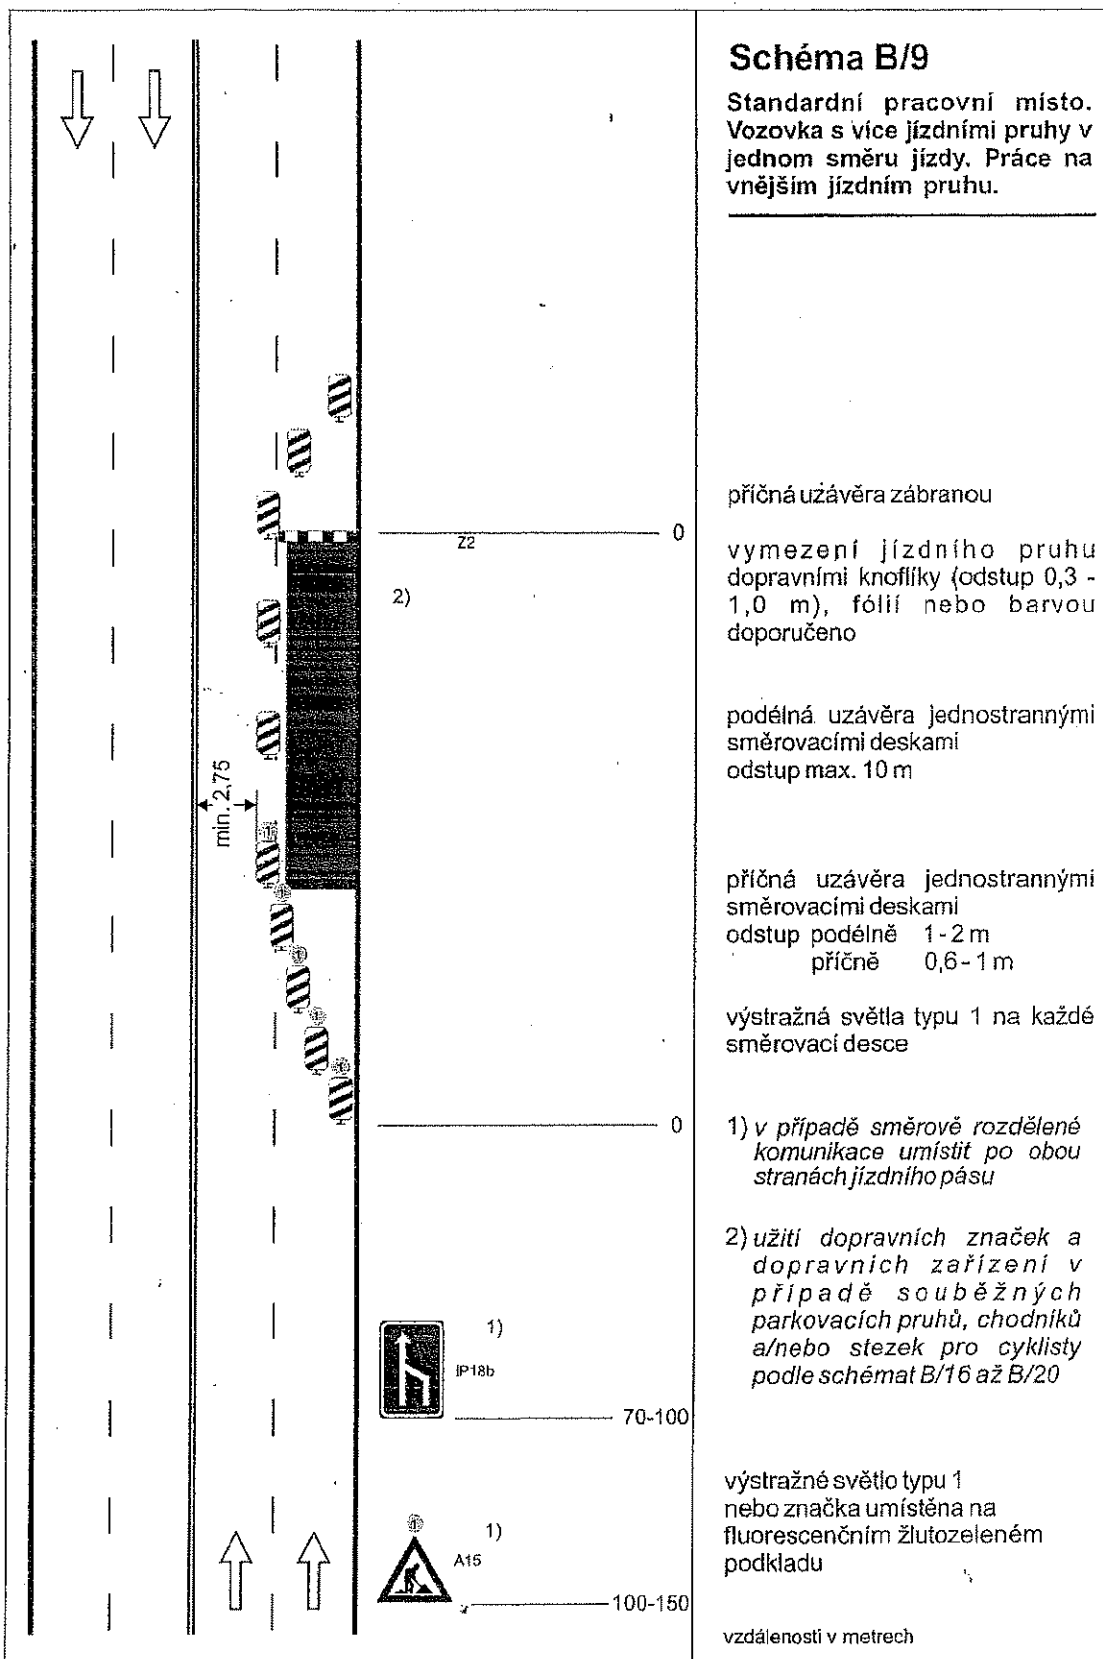 Schéma B/9
Standardní pracovní místo.
Vozovka s více jízdními pruhy v
jednom směru jízdy. Práce na
vnějším jízdním pruhu.
příčná uzávěra zábranou
0
Z2
vymezení jízdního pruhu
dopravními knoflíky (odstup 0,3 -
1,0 m), fólií nebo barvou
doporučeno
2)
podélná uzávěra jednostrannými
směrovacími deskami
odstup max. 10 m
min. 2,75
1
příčná uzávěra jednostrannými
směrovacími deskami
odstup podélně 1-2 m
příčně 0,6-1 m
1
1
výstražná světla typu 1 na každé
směrovací desce
1
1
0
1) v případě směrově rozdělené
komunikace umístit po obou
stranách jízdního pásu
2) užití dopravních značek a
dopravních zařízení v
případě souběžných
parkovacích pruhů, chodníků
a/nebo stezek pro cyklisty
podle schémat B/16 až B/20
1)
IP18b
70-100
výstražné světlo typu 1
nebo značka umístěna na
fluorescenčním žlutozeleném
podkladu
1
1)
A15
100-150
vzdálenosti v metrech